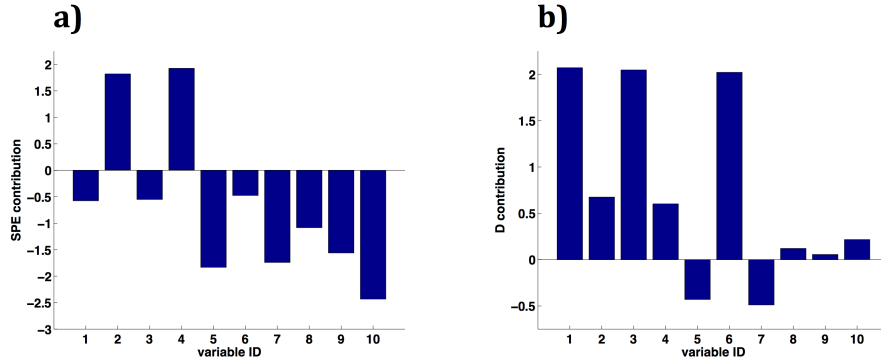 a)
2
1.5
1
0.5
0
−0.5
−1
−1.5
−2
−2.5
−3
SPE contribution
1 2 3 4 5 6 7 8 9 10
variable ID
b)
2
1.5
1
0.5
0
−0.5
D contribution
1 2 3 4 5 6 7 8 9 10
variable ID